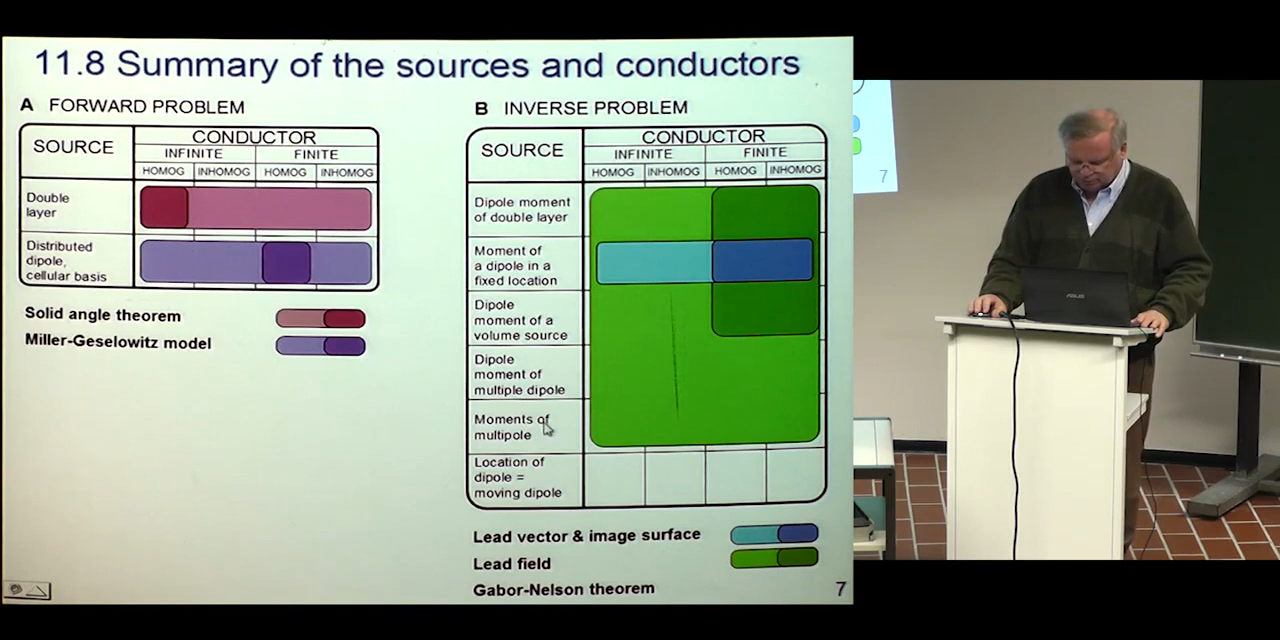 11.8 Summary of the sources and conductors
A FORWARD PROBLEM
SOURCE
CONDUCTOR
INFINITE
FINITE
HOMOG
INHOMOG
HOMOG
INHOMOG
Double
layer
Distributed
dipole,
cellular basis
Solid angle theorem
Miller-Geselowitz model
B INVERSE PROBLEM
SOURCE
CONDUCTOR
INFINITE
FINITE
HOMOG
INHOMOG
HOMOG
INHOMOG
Dipole moment
of double layer
Moment of
a dipole in a
fixed location
Dipole
moment of a
volume source
Dipole
moment of
multiple dipole
Moments of
multipole
Location of
dipole =
moving dipole
Lead vector & image surface
Lead field
Gabor-Nelson theorem
7
7
ASUS